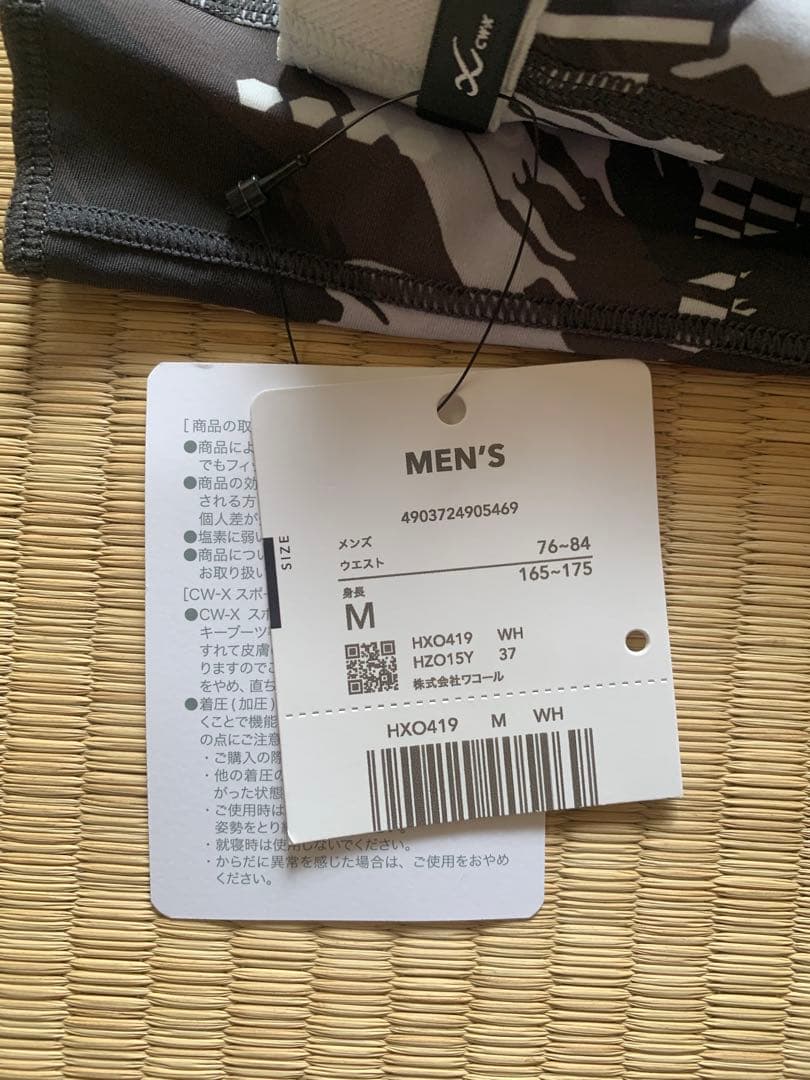 CWX
MEN'S
4903724905469
SIZE
メンズ
ウエスト 76~84
身長 165~175
M
HXO419 WH
HZO15Y 37
株式会社ワコール
HXO419 M WH
[商品の取
●商品によ
でもフィ
●商品の効
される方
個人差が
●塩素に弱い
●商品につい
お取り扱い
[CW-X スポー
●CW-X スポ
キーブーツ
すれて皮膚
りますのでこ
をやめ、直ち
●着圧(加圧)
くことで機能
の点にご注意
・ご購入の際
・他の着圧の
がった状態
・ご使用時は
姿勢をとり
・就寝時は使用しないでください。
・からだに異常を感じた場合は、ご使用をおやめ
ください。